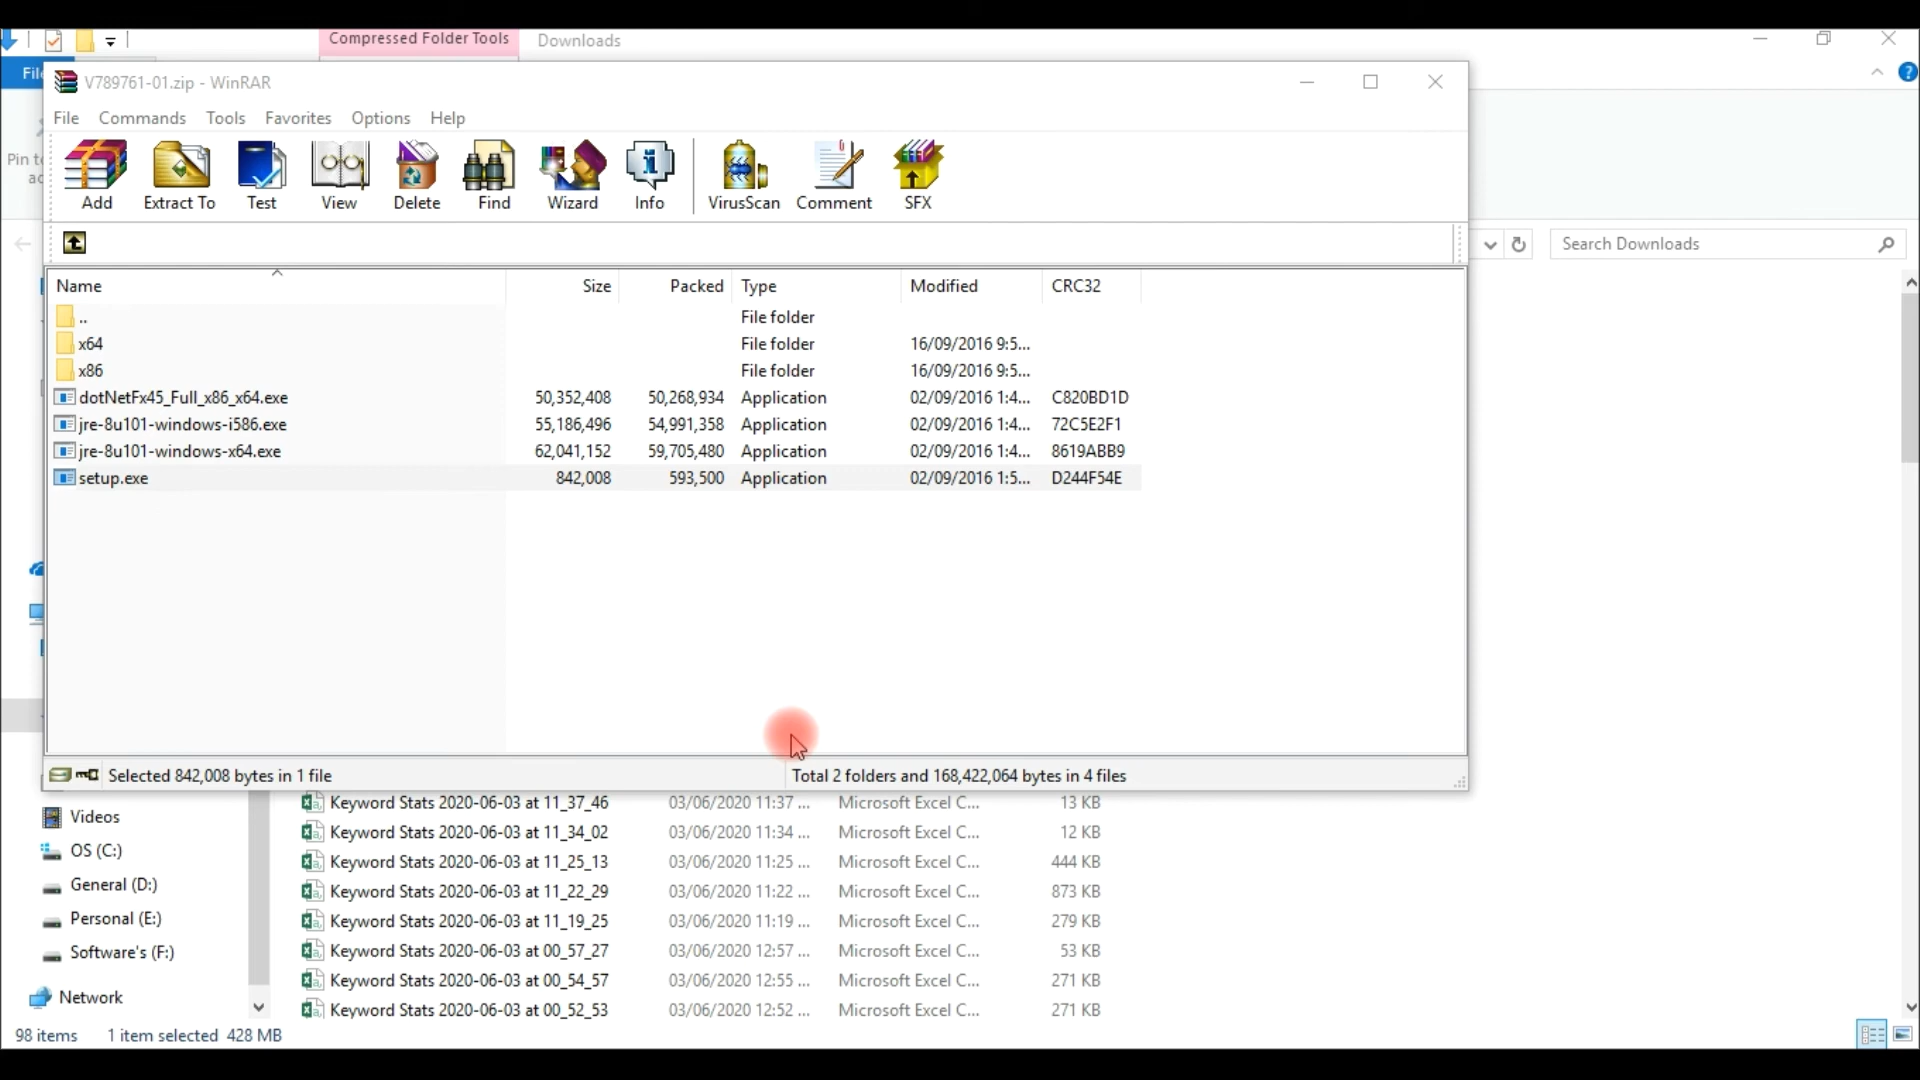 Compressed Folder Tools
Downloads
V789761-01.zip - WinRAR
File Commands Tools Favorites Options Help
Add Extract To Test View Delete Find Wizard Info VirusScan Comment SFX
Search Downloads
Name Size Packed Type Modified CRC32
.. File folder
x64 File folder 16/09/2016 9:5...
x86 File folder 16/09/2016 9:5...
dotNetFx45_Full_x86_x64.exe 50,352,408 50,268,934 Application 02/09/2016 1:4... C820BD1D
jre-8u101-windows-i586.exe 55,186,496 54,991,358 Application 02/09/2016 1:4... 72C5E2F1
jre-8u101-windows-x64.exe 62,041,152 59,705,480 Application 02/09/2016 1:4... 8619ABB9
setup.exe 842,008 593,500 Application 02/09/2016 1:5... D244F54E
Selected 842,008 bytes in 1 file
Total 2 folders and 168,422,064 bytes in 4 files
Videos
OS (C:)
General (D:)
Personal (E:)
Software's (F:)
Network
Keyword Stats 2020-06-03 at 11_37_46 03/06/2020 11:37 ... Microsoft Excel C... 13 KB
Keyword Stats 2020-06-03 at 11_34_02 03/06/2020 11:34 ... Microsoft Excel C... 12 KB
Keyword Stats 2020-06-03 at 11_25_13 03/06/2020 11:25 ... Microsoft Excel C... 444 KB
Keyword Stats 2020-06-03 at 11_22_29 03/06/2020 11:22 ... Microsoft Excel C... 873 KB
Keyword Stats 2020-06-03 at 11_19_25 03/06/2020 11:19 ... Microsoft Excel C... 279 KB
Keyword Stats 2020-06-03 at 00_57_27 03/06/2020 12:57 ... Microsoft Excel C... 53 KB
Keyword Stats 2020-06-03 at 00_54_57 03/06/2020 12:55 ... Microsoft Excel C... 271 KB
Keyword Stats 2020-06-03 at 00_52_53 03/06/2020 12:52 ... Microsoft Excel C... 271 KB
98 items 1 item selected 428 MB